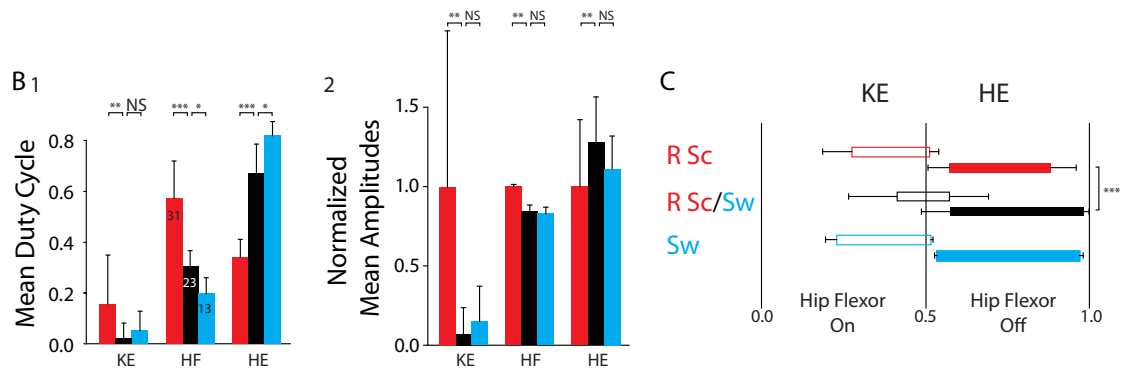 B 1
** NS
*** *
*** *
Mean Duty Cycle
0.8
0.6
0.4
0.2
0.0
31
23
13
KE HF HE
2
** NS
** NS
** NS
Normalized
Mean Amplitudes
1.5
1.0
0.5
0.0
KE HF HE
C
KE HE
R Sc
R Sc/Sw
Sw
***
Hip Flexor
On
Hip Flexor
Off
0.0 0.5 1.0